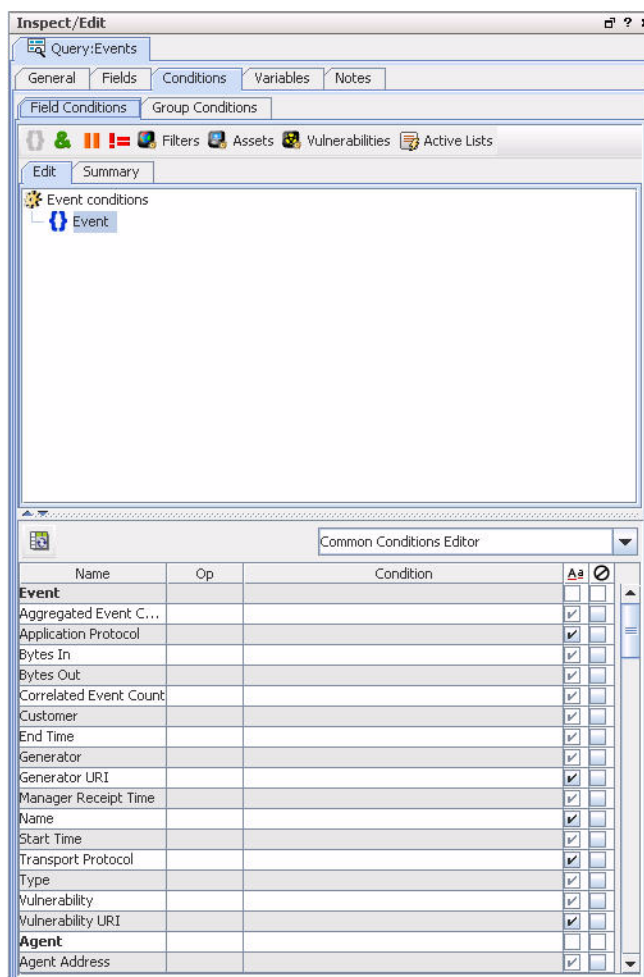 Inspect/Edit
Query:Events
General Fields Conditions Variables Notes
Field Conditions Group Conditions
{} & != Filters Assets Vulnerabilities Active Lists
Edit Summary
Event conditions
{} Event
Common Conditions Editor
Name Op Condition Aa
Event
Aggregated Event C...
Application Protocol
Bytes In
Bytes Out
Correlated Event Count
Customer
End Time
Generator
Generator URI
Manager Receipt Time
Name
Start Time
Transport Protocol
Type
Vulnerability
Vulnerability URI
Agent
Agent Address